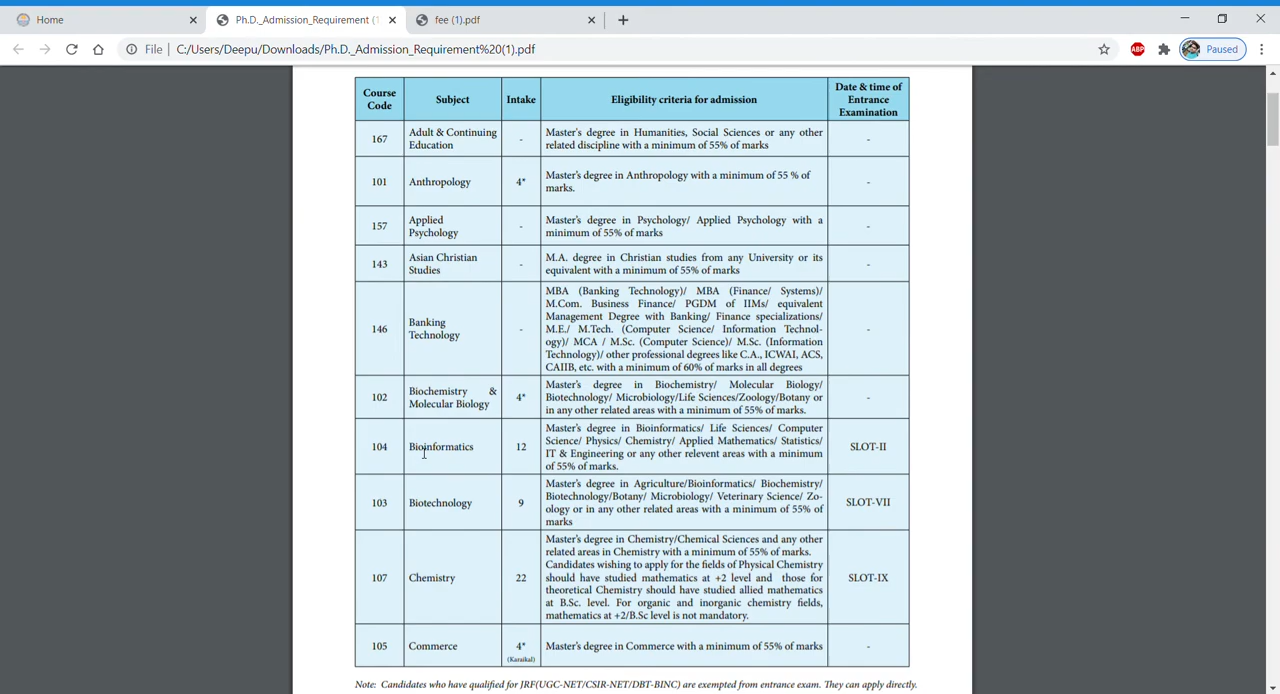 Home
Ph.D._Admission_Requirement (1
fee (1).pdf
File
C:/Users/Deepu/Downloads/Ph.D._Admission_Requirement%20(1).pdf
ABP
Paused
Course Code
Subject
Intake
Eligibility criteria for admission
Date & time of
Entrance
Examination
167
Adult & Continuing
Education
-
Master's degree in Humanities, Social Sciences or any other
related discipline with a minimum of 55% of marks
-
101
Anthropology
4*
Master's degree in Anthropology with a minimum of 55 % of
marks.
-
157
Applied
Psychology
-
Master's degree in Psychology/ Applied Psychology with a
minimum of 55% of marks
-
143
Asian Christian
Studies
-
M.A. degree in Christian studies from any University or its
equivalent with a minimum of 55% of marks
-
146
Banking
Technology
-
MBA (Banking Technology)/ MBA (Finance/ Systems)/
M.Com. Business Finance/ PGDM of IIMs/ equivalent
Management Degree with Banking/ Finance specializations/
M.E./ M.Tech. (Computer Science/ Information Technol-
ogy)/ MCA / M.Sc. (Computer Science)/ M.Sc. (Information
Technology)/ other professional degrees like C.A., ICWAI, ACS,
CAIIB, etc. with a minimum of 60% of marks in all degrees
-
102
Biochemistry &
Molecular Biology
4*
Master's degree in Biochemistry/ Molecular Biology/
Biotechnology/ Microbiology/Life Sciences/Zoology/Botany or
in any other related areas with a minimum of 55% of marks.
-
104
Bioinformatics
12
Master's degree in Bioinformatics/ Life Sciences/ Computer
Science/ Physics/ Chemistry/ Applied Mathematics/ Statistics/
IT & Engineering or any other relevent areas with a minimum
of 55% of marks.
SLOT-II
103
Biotechnology
9
Master's degree in Agriculture/Bioinformatics/ Biochemistry/
Biotechnology/Botany/ Microbiology/ Veterinary Science/ Zo-
ology or in any other related areas with a minimum of 55% of
marks
SLOT-VII
107
Chemistry
22
Master's degree in Chemistry/Chemical Sciences and any other
related areas in Chemistry with a minimum of 55% of marks.
Candidates wishing to apply for the fields of Physical Chemistry
should have studied mathematics at +2 level and those for
theoretical Chemistry should have studied allied mathematics
at B.Sc. level. For organic and inorganic chemistry fields,
mathematics at +2/B.Sc level is not mandatory.
SLOT-IX
105
Commerce
4*
(Karaikal)
Master's degree in Commerce with a minimum of 55% of marks
-
Note: Candidates who have qualified for JRF(UGC-NET/CSIR-NET/DBT-BINC) are exempted from entrance exam. They can apply directly.